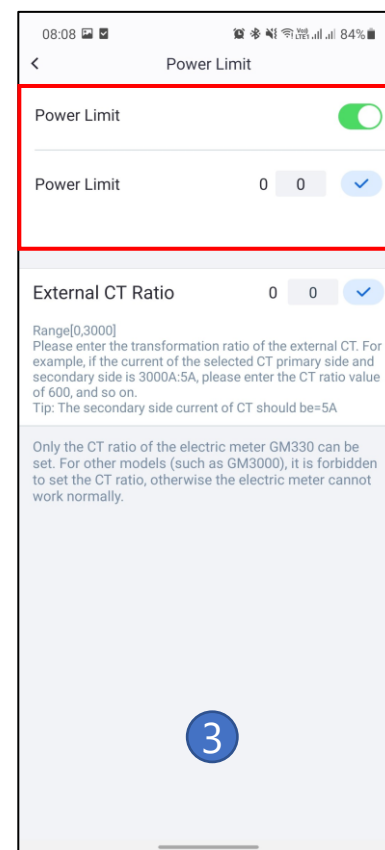 08:08 84%
Power Limit
Power Limit
Power Limit 0 0
External CT Ratio 0 0
Range[0,3000]
Please enter the transformation ratio of the external CT. For
example, if the current of the selected CT primary side and
secondary side is 3000A:5A, please enter the CT ratio value
of 600, and so on.
Tip: The secondary side current of CT should be=5A
Only the CT ratio of the electric meter GM330 can be
set. For other models (such as GM3000), it is forbidden
to set the CT ratio, otherwise the electric meter cannot
work normally.
3